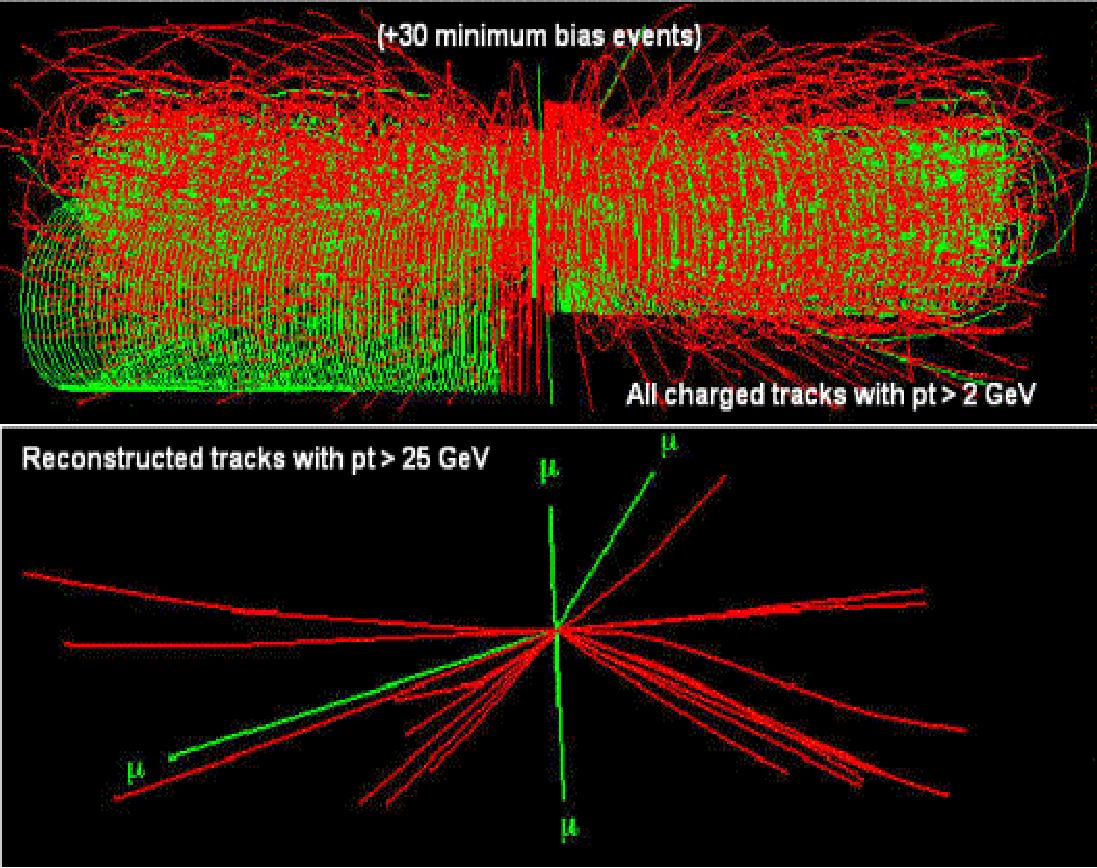 (+30 minimum bias events)
All charged tracks with pt > 2 GeV
Reconstructed tracks with pt > 25 GeV
μ
μ
μ
μ